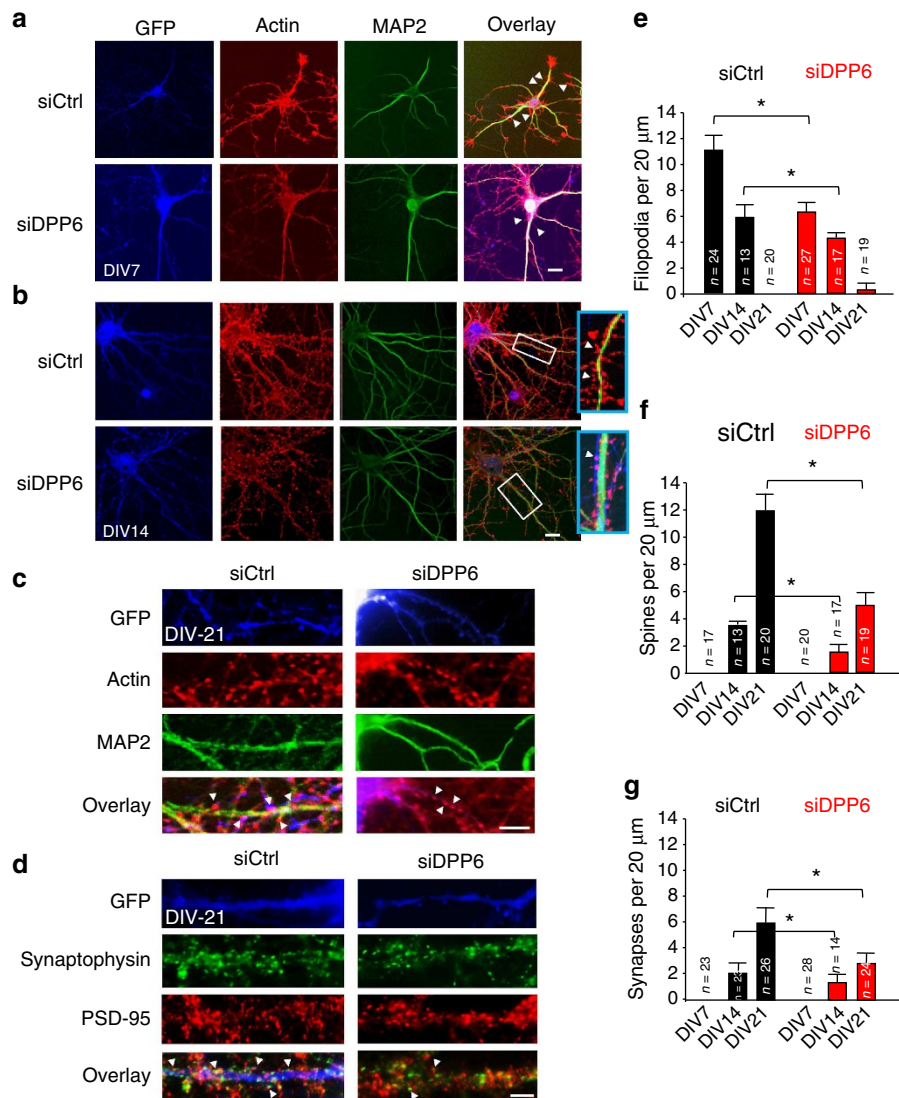 a
GFP Actin MAP2 Overlay
siCtrl
siDPP6
DIV7
b
siCtrl
siDPP6
DIV14
c
siCtrl siDPP6
GFP
DIV-21
Actin
MAP2
Overlay
d
siCtrl siDPP6
GFP
DIV-21
Synaptophysin
PSD-95
Overlay
e
siCtrl siDPP6
Filopodia per 20 µm
14
12
10
8
6
4
2
0
* *
n = 24 n = 13 n = 20 n = 27 n = 17 n = 19
DIV7 DIV14 DIV21 DIV7 DIV14 DIV21
f
siCtrl siDPP6
Spines per 20 µm
14
12
10
8
6
4
2
0
* *
n = 17 n = 13 n = 20 n = 20 n = 17 n = 19
DIV7 DIV14 DIV21 DIV7 DIV14 DIV21
g
siCtrl siDPP6
Synapses per 20 µm
14
12
10
8
6
4
2
0
* *
n = 23 n = 23 n = 26 n = 28 n = 14 n = 24
DIV7 DIV14 DIV21 DIV7 DIV14 DIV21